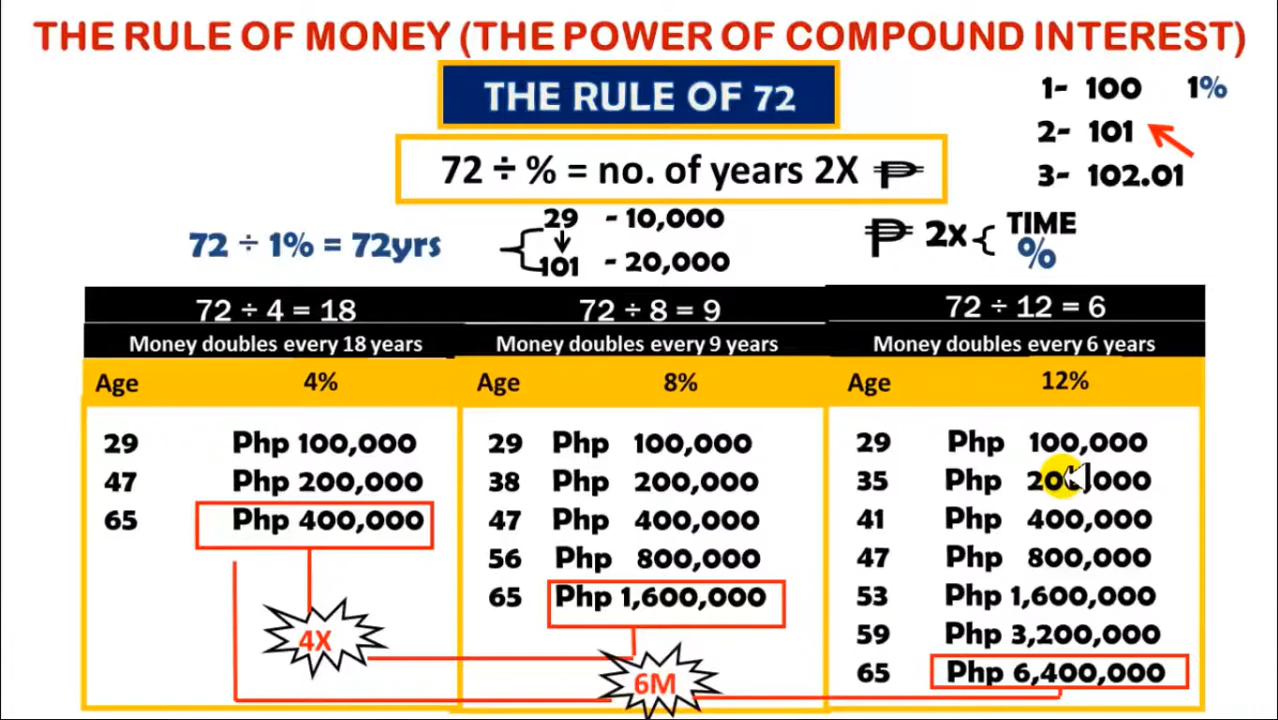 THE RULE OF MONEY (THE POWER OF COMPOUND INTEREST)
THE RULE OF 72
1- 100 1%
2- 101
3- 102.01
72 ÷ % = no. of years 2X ₱
72 ÷ 1% = 72yrs
29 - 10,000
101 - 20,000
₱ 2x { TIME
%
72 ÷ 4 = 18
Money doubles every 18 years
Age 4%
29 Php 100,000
47 Php 200,000
65 Php 400,000
4X
72 ÷ 8 = 9
Money doubles every 9 years
Age 8%
29 Php 100,000
38 Php 200,000
47 Php 400,000
56 Php 800,000
65 Php 1,600,000
6M
72 ÷ 12 = 6
Money doubles every 6 years
Age 12%
29 Php 100,000
35 Php 200,000
41 Php 400,000
47 Php 800,000
53 Php 1,600,000
59 Php 3,200,000
65 Php 6,400,000